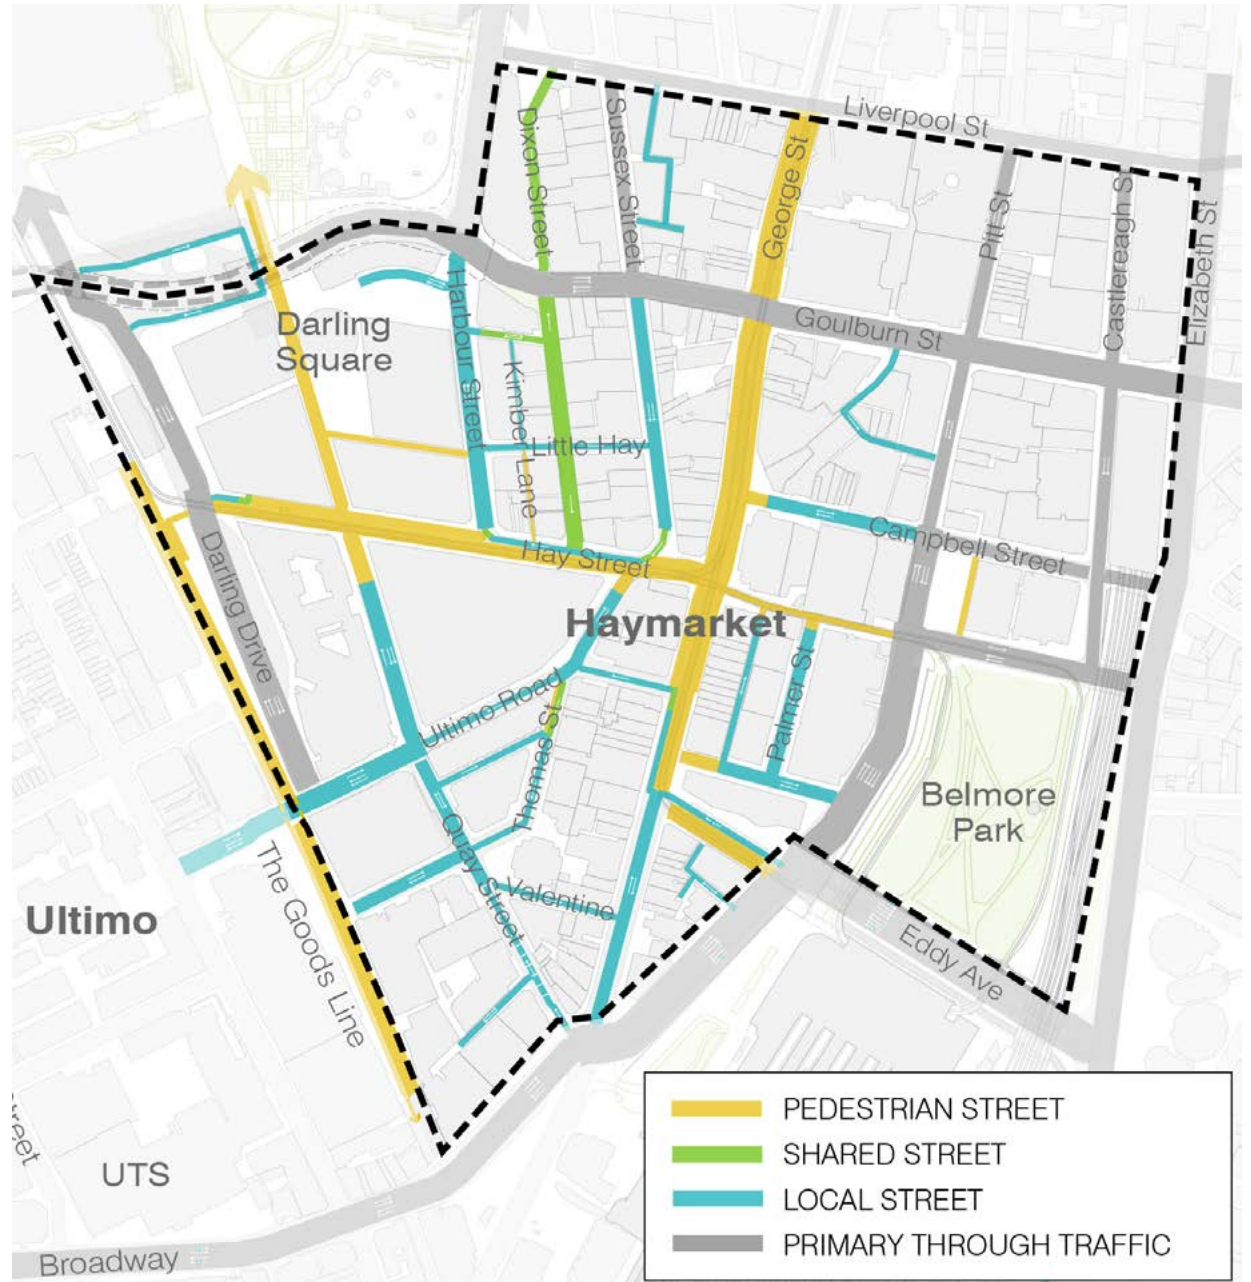 Liverpool St
Dixon Street
Sussex Street
George St
Pitt St
Castlereagh St
Elizabeth St
Darling
Square
Harbour Street
Goulburn St
Kimber Lane
Little Hay
Campbell Street
Hay Street
Darling Drive
Haymarket
Palmer St
Ultimo Road
Thomas St
Belmore
Park
Quay Street
Valentine
The Goods Line
Ultimo
Eddy Ave
treet
UTS
Broadway
PEDESTRIAN STREET
SHARED STREET
LOCAL STREET
PRIMARY THROUGH TRAFFIC